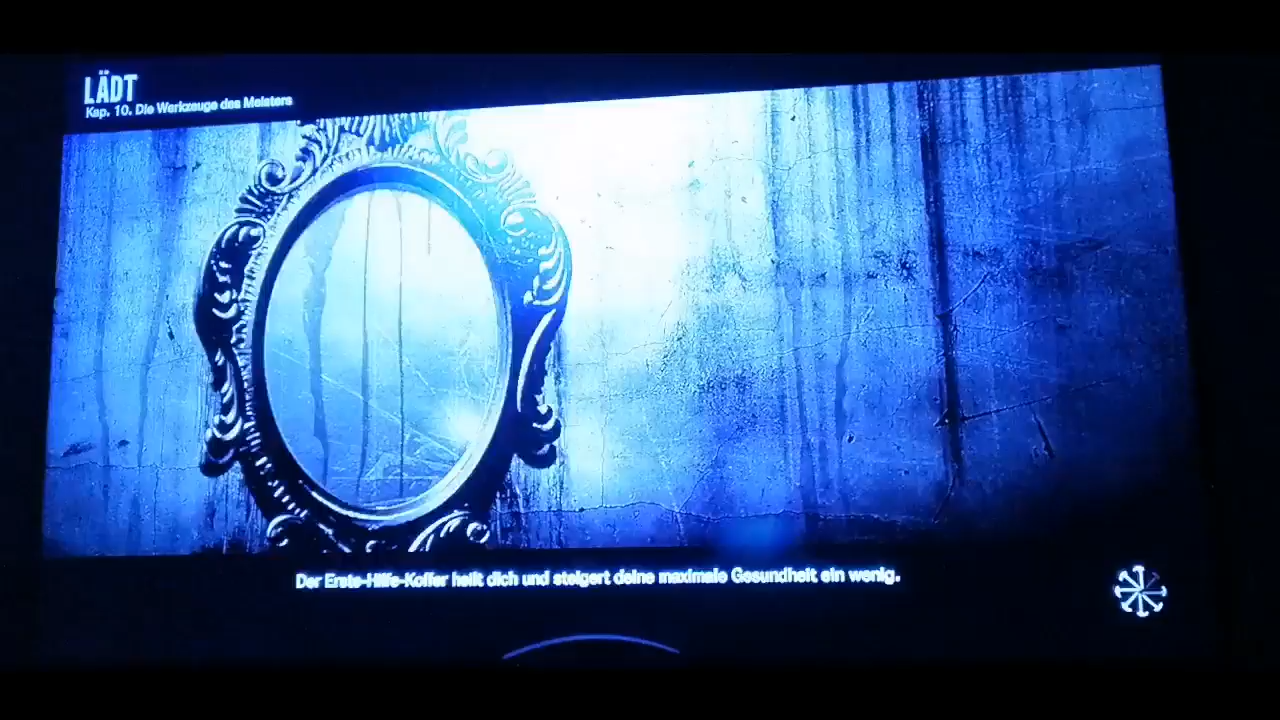 LÄDT
Kap. 10. Die Werkzeuge des Meisters
Der Erste-Hilfe-Koffer heilt dich und steigert deine maximale Gesundheit ein wenig.